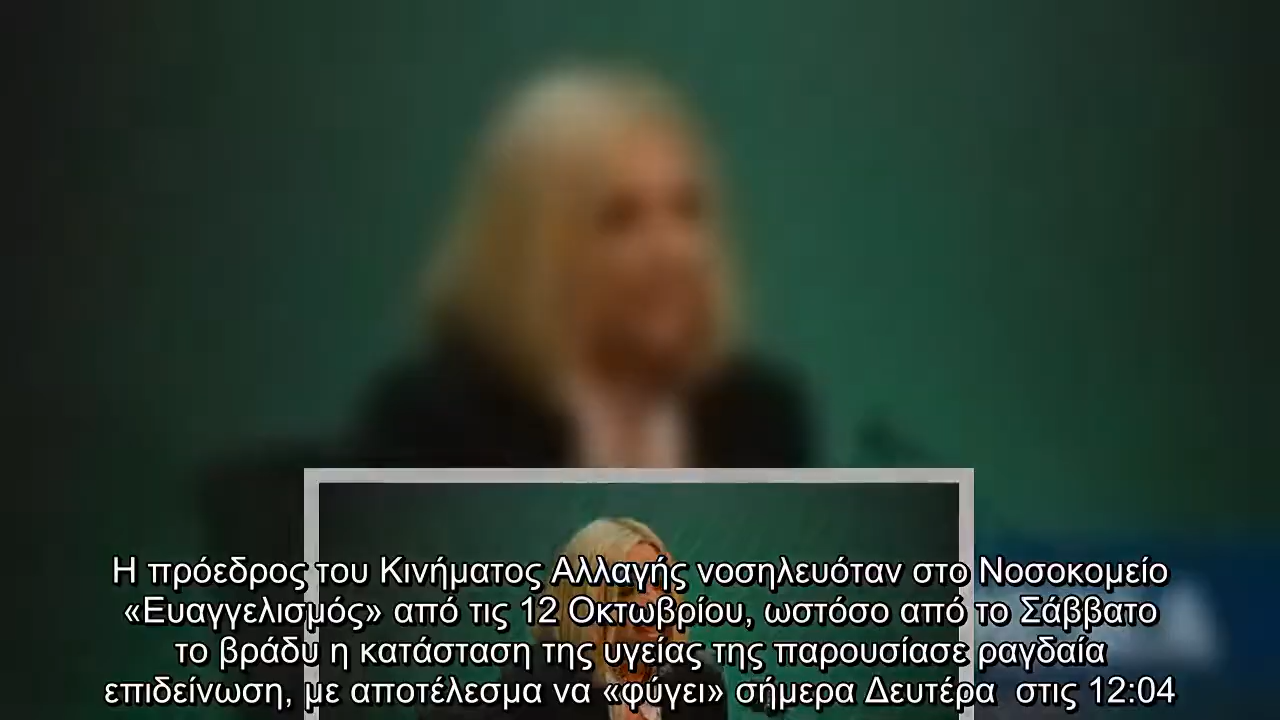 Η πρόεδρος του Κινήματος Αλλαγής νοσηλευόταν στο Νοσοκομείο
«Ευαγγελισμός» από τις 12 Οκτωβρίου, ωστόσο από το Σάββατο
το βράδυ η κατάσταση της υγείας της παρουσίασε ραγδαία
επιδείνωση, με αποτέλεσμα να «φύγει» σήμερα Δευτέρα στις 12:04